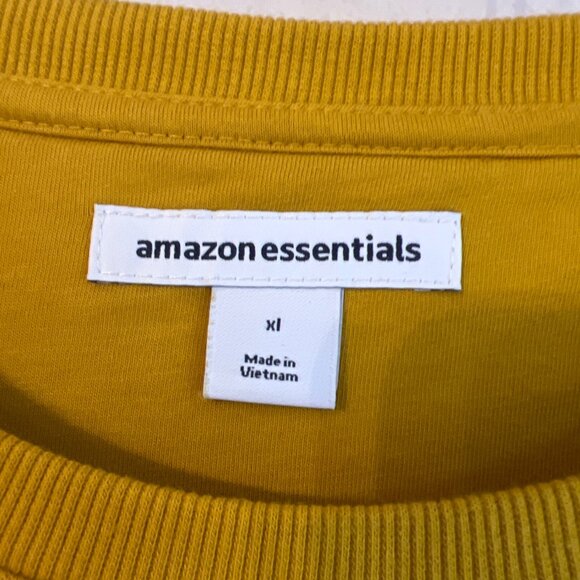 amazon essentials
xl
Made in
Vietnam